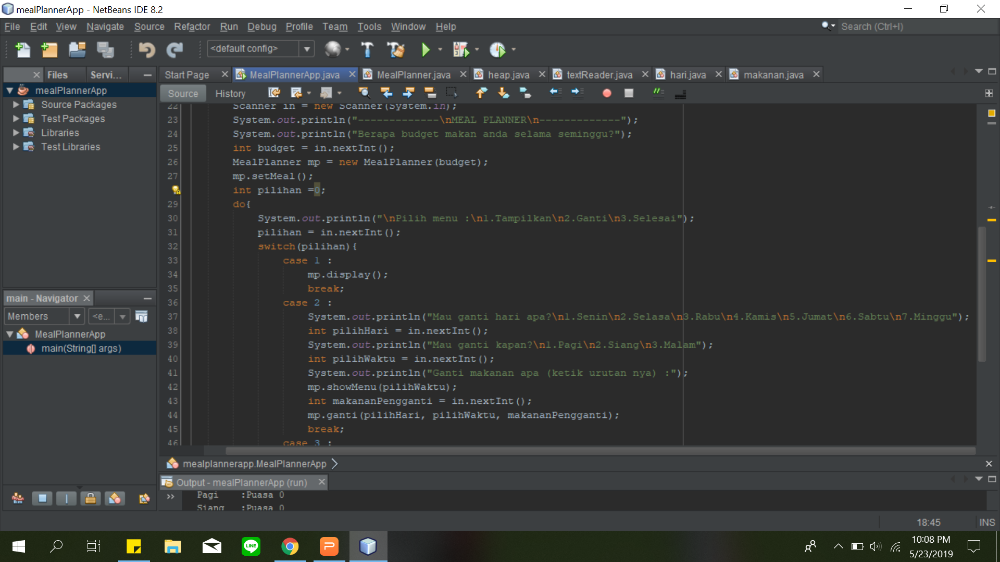 mealPlannerApp - NetBeans IDE 8.2
File Edit View Navigate Source Refactor Run Debug Profile Team Tools Window Help
Search (Ctrl+I)
<default config>
Files Servi...
Start Page MealPlannerApp.java MealPlanner.java heap.java textReader.java hari.java makanan.java
mealPlannerApp
Source Packages
Test Packages
Libraries
Test Libraries
Source History
22 Scanner in = new Scanner(System.in);
23 System.out.println("-------------\nMEAL PLANNER\n-------------");
24 System.out.println("Berapa budget makan anda selama seminggu?");
25 int budget = in.nextInt();
26 MealPlanner mp = new MealPlanner(budget);
27 mp.setMeal();
int pilihan =0;
29 do{
30 System.out.println("\nPilih menu :\n1.Tampilkan\n2.Ganti\n3.Selesai");
31 pilihan = in.nextInt();
32 switch(pilihan){
33 case 1 :
34 mp.display();
35 break;
36 case 2 :
37 System.out.println("Mau ganti hari apa?\n1.Senin\n2.Selasa\n3.Rabu\n4.Kamis\n5.Jumat\n6.Sabtu\n7.Minggu");
38 int pilihHari = in.nextInt();
39 System.out.println("Mau ganti kapan?\n1.Pagi\n2.Siang\n3.Malam");
40 int pilihWaktu = in.nextInt();
41 System.out.println("Ganti makanan apa (ketik urutan nya) :");
42 mp.showMenu(pilihWaktu);
43 int makananPengganti = in.nextInt();
44 mp.ganti(pilihHari, pilihWaktu, makananPengganti);
45 break;
46 case 3 :
main - Navigator
Members <e...
MealPlannerApp
main(String[] args)
mealplannerapp.MealPlannerApp
Output - mealPlannerApp (run)
Pagi :Puasa 0
Siang :Puasa 0
18:45 INS
LINE
10:08 PM
5/23/2019